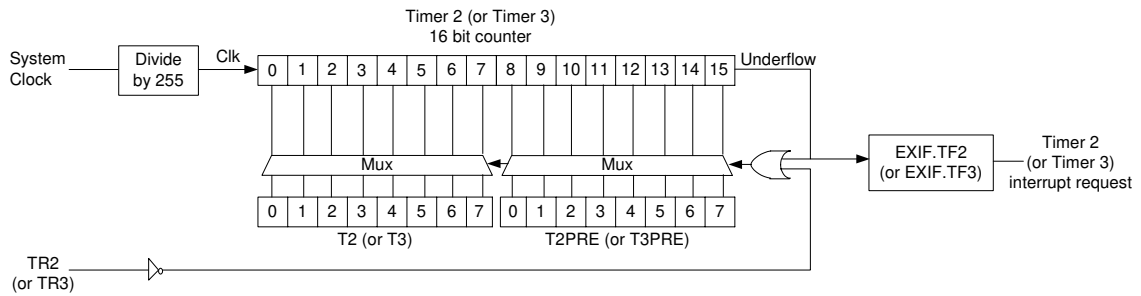 Timer 2 (or Timer 3)
16 bit counter
System
Clock
Divide
by 255
Clk
0 1 2 3 4 5 6 7 8 9 10 11 12 13 14 15
Underflow
Mux
Mux
EXIF.TF2
(or EXIF.TF3)
Timer 2
(or Timer 3)
interrupt request
0 1 2 3 4 5 6 7
0 1 2 3 4 5 6 7
T2 (or T3)
T2PRE (or T3PRE)
TR2
(or TR3)